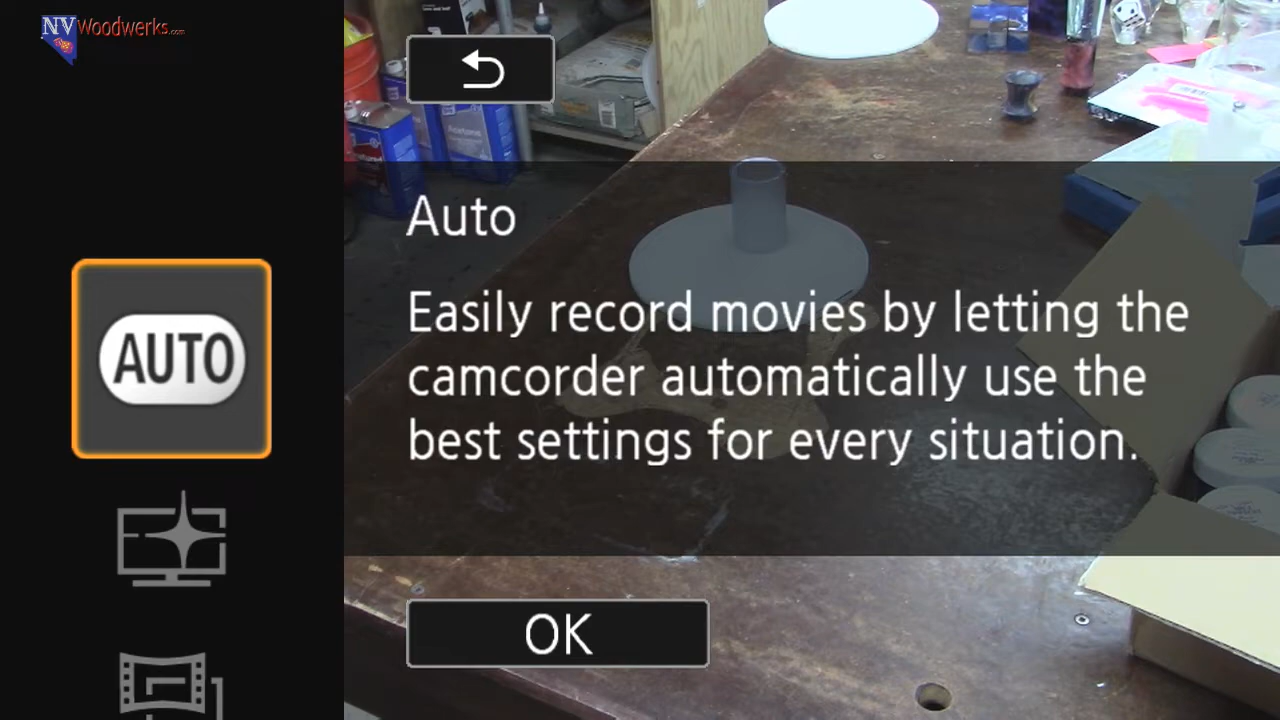 NVWoodwerks.com
Auto
AUTO
Easily record movies by letting the
camcorder automatically use the
best settings for every situation.
OK
Acetone